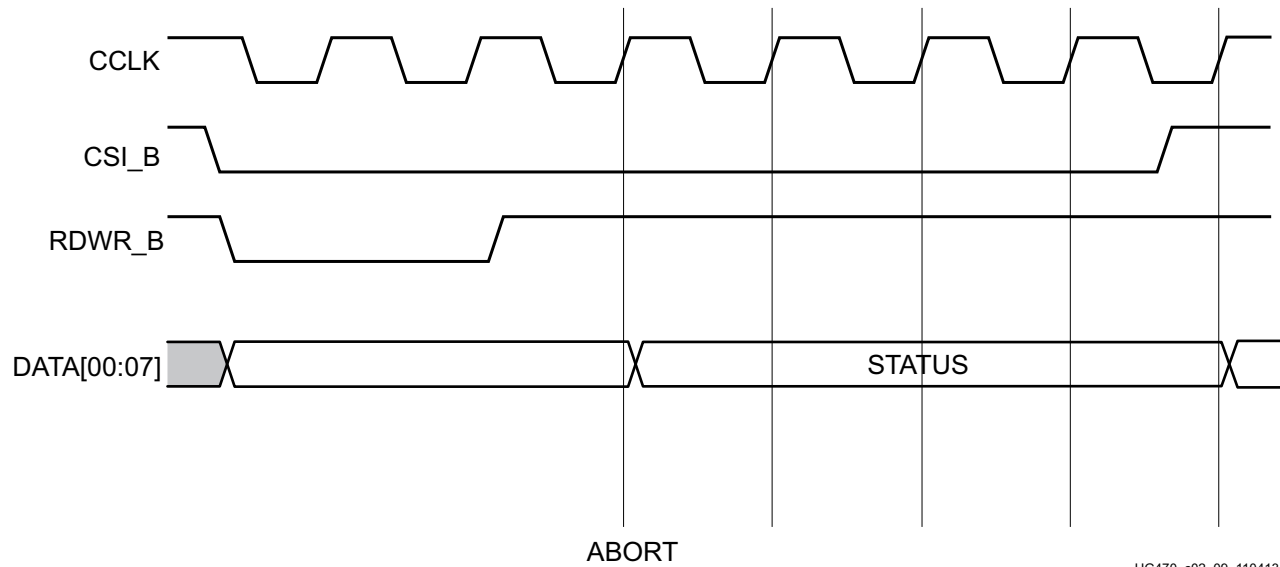 CCLK
CSI_B
RDWR_B
DATA[00:07]
STATUS
ABORT